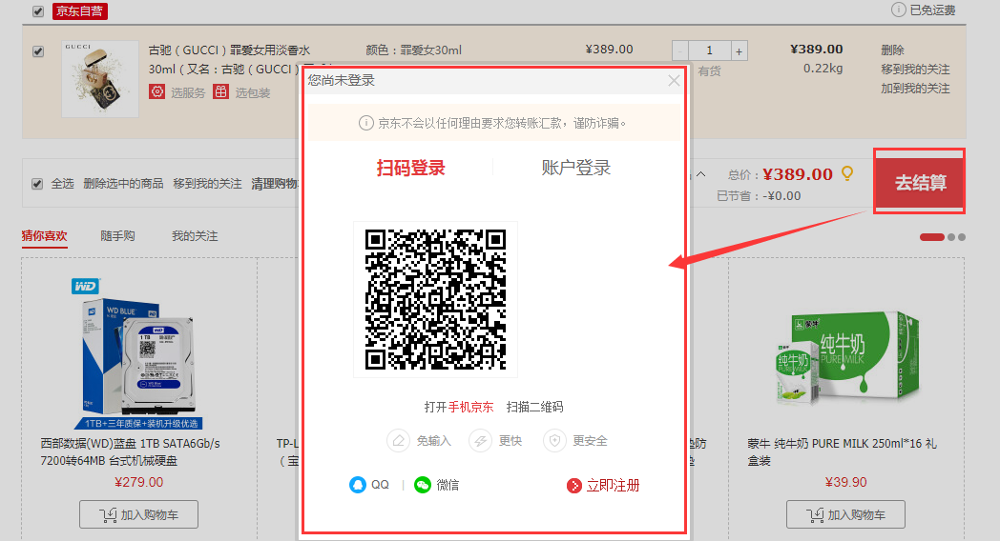 京东自营
已免运费
GUCCI
古驰（GUCCI）罪爱女用淡香水
30ml（又名：古驰（GUCCI）
颜色：罪爱女30ml
¥389.00
- 1 +
有货
¥389.00
0.22kg
删除
移到我的关注
加到我的关注
选服务 选包装
您尚未登录
京东不会以任何理由要求您转账汇款，谨防诈骗。
扫码登录 账户登录
打开手机京东 扫描二维码
免输入 更快 更安全
QQ 微信 立即注册
全选 删除选中的商品 移到我的关注 清理购物
总价：¥389.00
已节省：-¥0.00
去结算
猜你喜欢 随手购 我的关注
WD
WD BLUE
1TB+三年质保+装机升级优选
西部数据(WD)蓝盘 1TB SATA6Gb/s
7200转64MB 台式机械硬盘
¥279.00
加入购物车
TP-L
（宝
防
蒙牛
纯牛奶
PURE MILK
纯牛奶
PURE MILK
蒙牛 纯牛奶 PURE MILK 250ml*16 礼
盒装
¥39.90
加入购物车